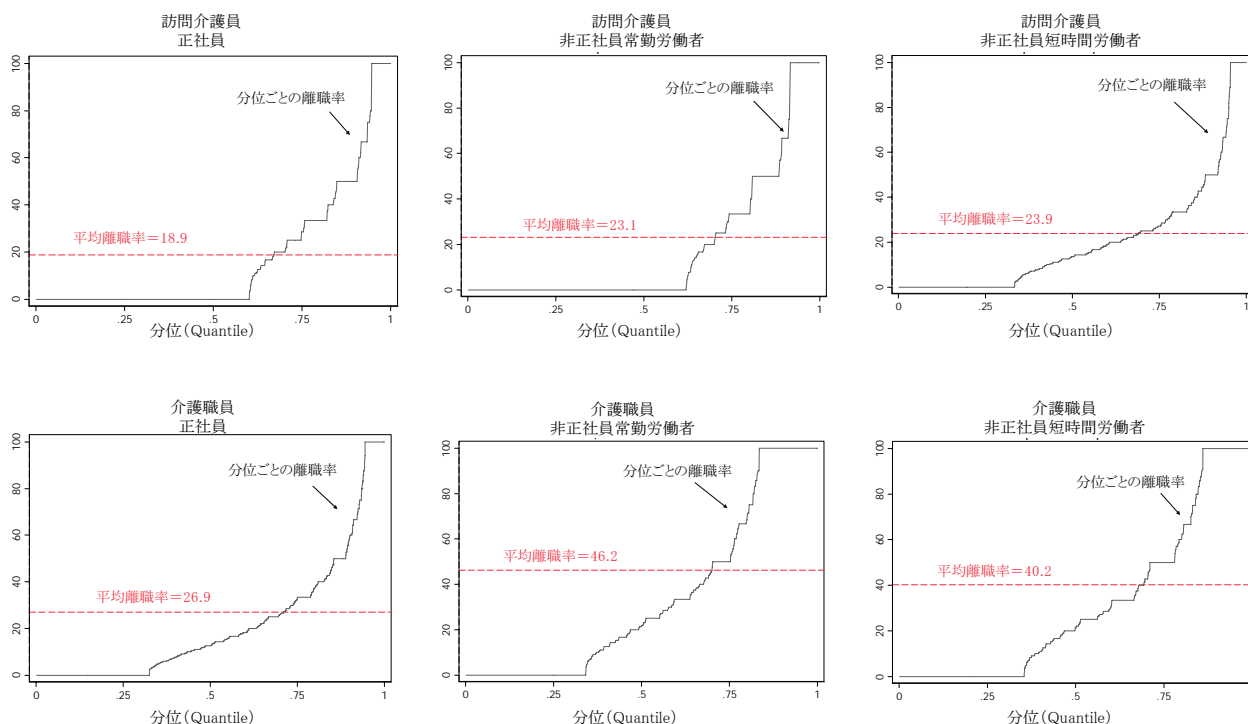 訪問介護員
正社員
0
20
40
60
80
100
分位ごとの離職率
平均離職率＝18.9
0
.25
.5
.75
1
分位（Quantile）
訪問介護員
非正社員常勤労働者
0
20
40
60
80
100
分位ごとの離職率
平均離職率＝23.1
0
.25
.5
.75
1
分位（Quantile）
訪問介護員
非正社員短時間労働者
0
20
40
60
80
100
分位ごとの離職率
平均離職率＝23.9
0
.25
.5
.75
1
分位（Quantile）
介護職員
正社員
0
20
40
60
80
100
分位ごとの離職率
平均離職率＝26.9
0
.25
.5
.75
1
分位（Quantile）
介護職員
非正社員常勤労働者
0
20
40
60
80
100
分位ごとの離職率
平均離職率＝46.2
0
.25
.5
.75
1
分位（Quantile）
介護職員
非正社員短時間労働者
0
20
40
60
80
100
分位ごとの離職率
平均離職率＝40.2
0
.25
.5
.75
1
分位（Quantile）